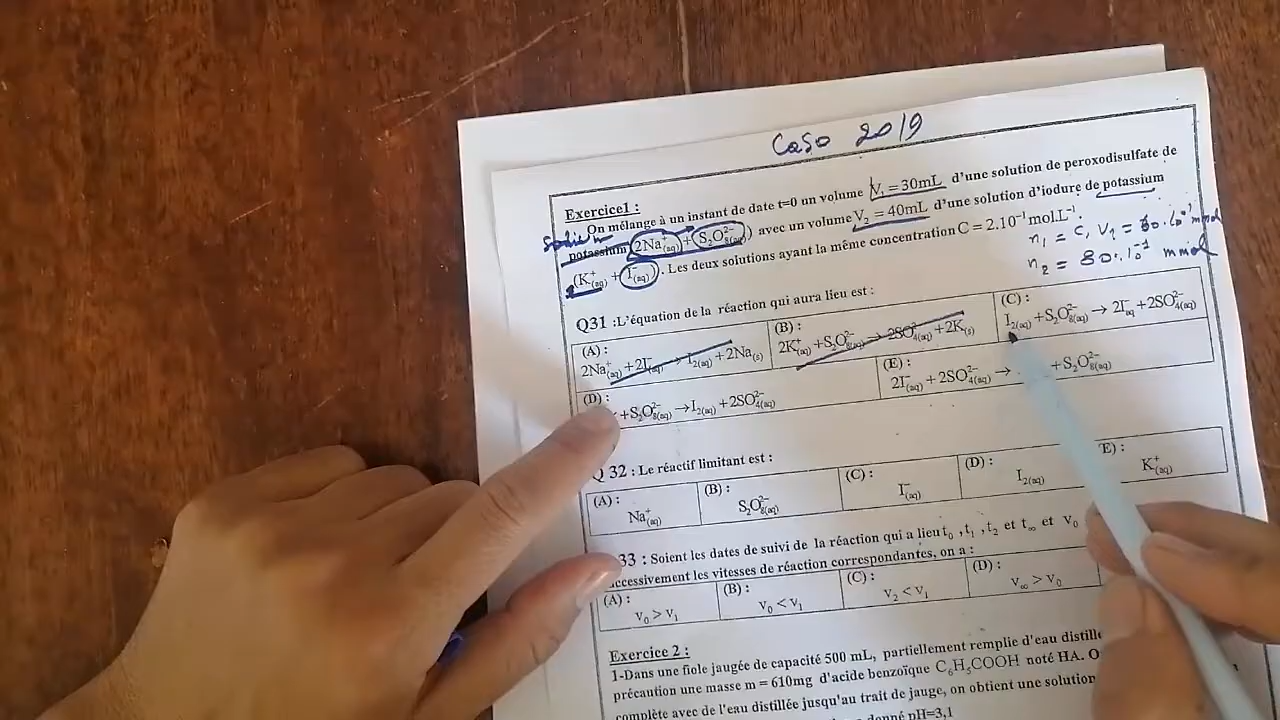 Caso 2019
Exercice1 :
On mélange à un instant de date t=0 un volume V₁ = 30mL d'une solution de peroxodisulfate de
sodium
potassium (2Na⁺(aq) + S₂O₈²⁻(aq)) avec un volume V₂ = 40mL d'une solution d'iodure de potassium
(K⁺(aq) + I⁻(aq)). Les deux solutions ayant la même concentration C = 2.10⁻¹ mol.L⁻¹.
n₁ = C, V₁ = 60.10⁻¹ mmol
n₂ = 80.10⁻¹ mmol
Q31 :L'équation de la réaction qui aura lieu est :
(A) :
2Na⁺(aq) + 2I⁻(aq) → I₂(aq) + 2Na(s)
(B) :
2K⁺(aq) + S₂O₈²⁻(aq) → 2SO₄²⁻(aq) + 2K(s)
(C) :
I₂(aq) + S₂O₈²⁻(aq) → 2I⁻aq + 2SO₄²⁻(aq)
(D) :
+ S₂O₈²⁻(aq) → I₂(aq) + 2SO₄²⁻(aq)
(E) :
2I⁻(aq) + 2SO₄²⁻(aq) → + S₂O₈²⁻(aq)
Q 32 : Le réactif limitant est :
(A) :
Na⁺(aq)
(B) :
S₂O₈²⁻(aq)
(C) :
I⁻(aq)
(D) :
I₂(aq)
E) :
K⁺(aq)
33 : Soient les dates de suivi de la réaction qui a lieu t₀ , t₁ , t₂ et t∞ et v₀
uccessivement les vitesses de réaction correspondantes, on a :
(A) :
v₀ > v₁
(B) :
v₀ < v₁
(C) :
v₂ < v₁
(D) :
v∞ > v₀
Exercice 2 :
1-Dans une fiole jaugée de capacité 500 mL, partiellement remplie d'eau distillé
précaution une masse m = 610mg d'acide benzoïque C₆H₅COOH noté HA. O
complète avec de l'eau distillée jusqu'au trait de jauge, on obtient une solution
donné pH=3,1